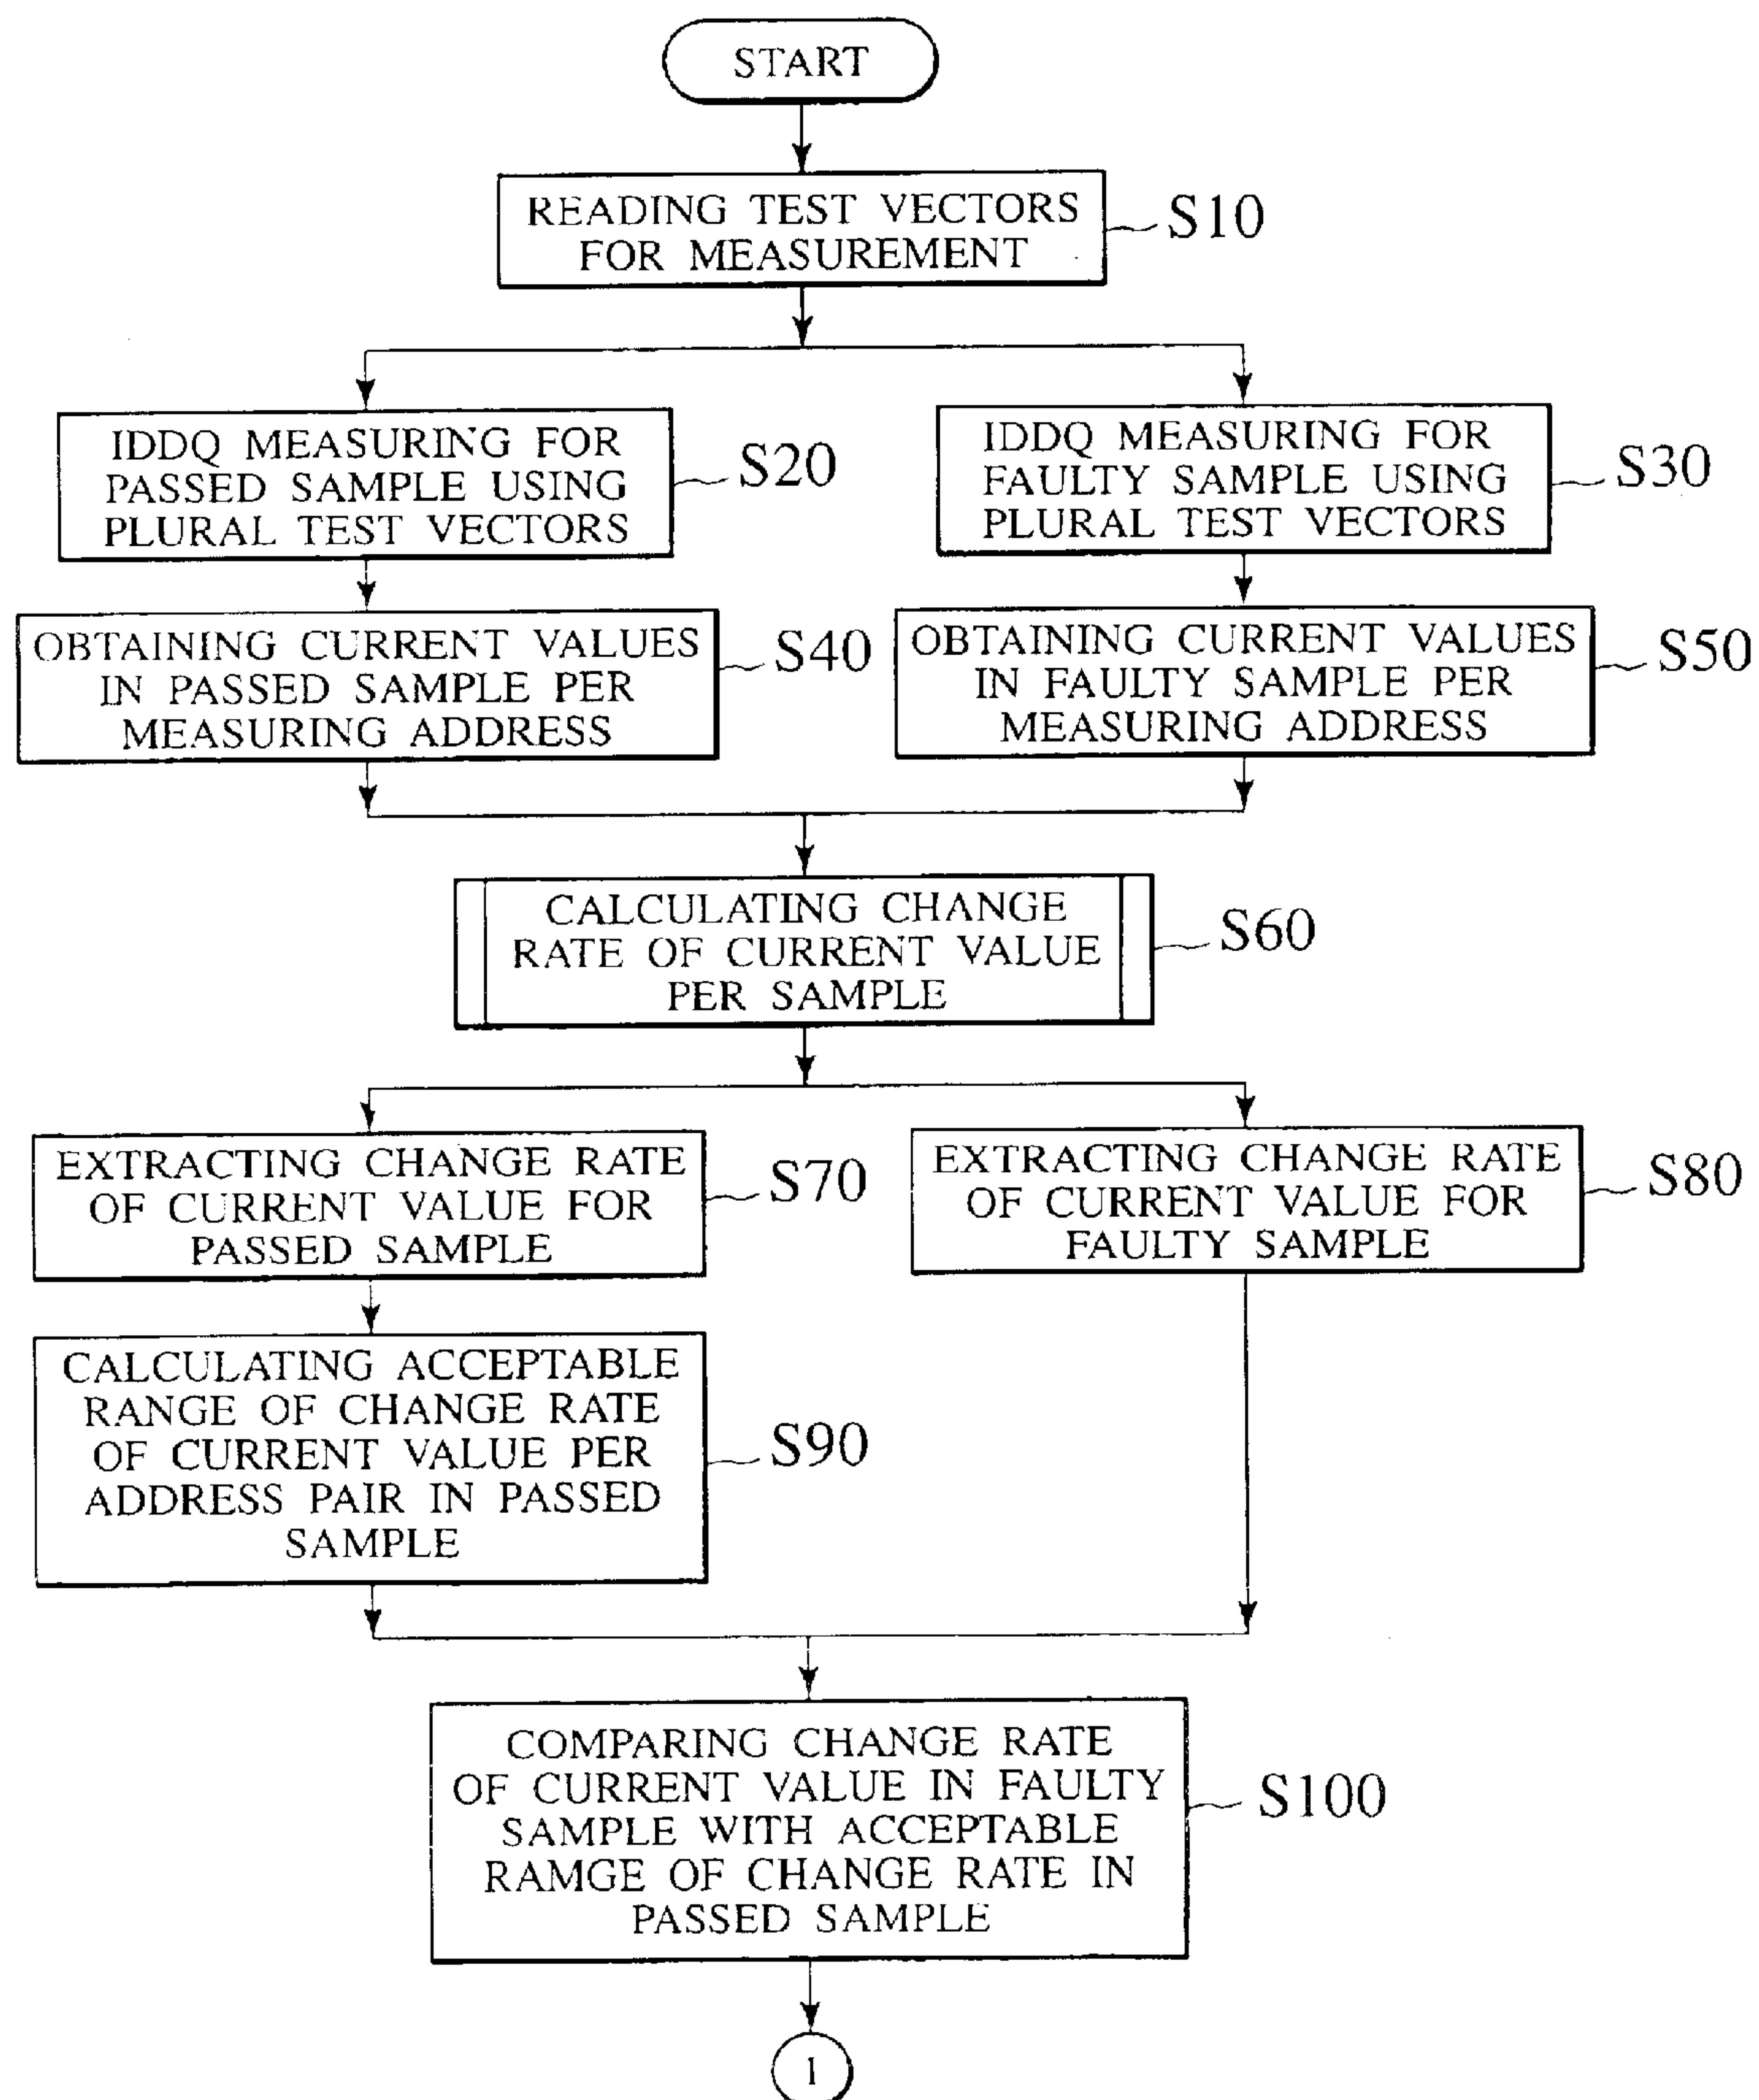 START
READING TEST VECTORS
FOR MEASUREMENT
S10
IDDQ MEASURING FOR
PASSED SAMPLE USING
PLURAL TEST VECTORS
S20
IDDQ MEASURING FOR
FAULTY SAMPLE USING
PLURAL TEST VECTORS
S30
OBTAINING CURRENT VALUES
IN PASSED SAMPLE PER
MEASURING ADDRESS
S40
OBTAINING CURRENT VALUES
IN FAULTY SAMPLE PER
MEASURING ADDRESS
S50
CALCULATING CHANGE
RATE OF CURRENT VALUE
PER SAMPLE
S60
EXTRACTING CHANGE RATE
OF CURRENT VALUE FOR
PASSED SAMPLE
S70
EXTRACTING CHANGE RATE
OF CURRENT VALUE FOR
FAULTY SAMPLE
S80
CALCULATING ACCEPTABLE
RANGE OF CHANGE RATE
OF CURRENT VALUE PER
ADDRESS PAIR IN PASSED
SAMPLE
S90
COMPARING CHANGE RATE
OF CURRENT VALUE IN FAULTY
SAMPLE WITH ACCEPTABLE
RAMGE OF CHANGE RATE IN
PASSED SAMPLE
S100
1